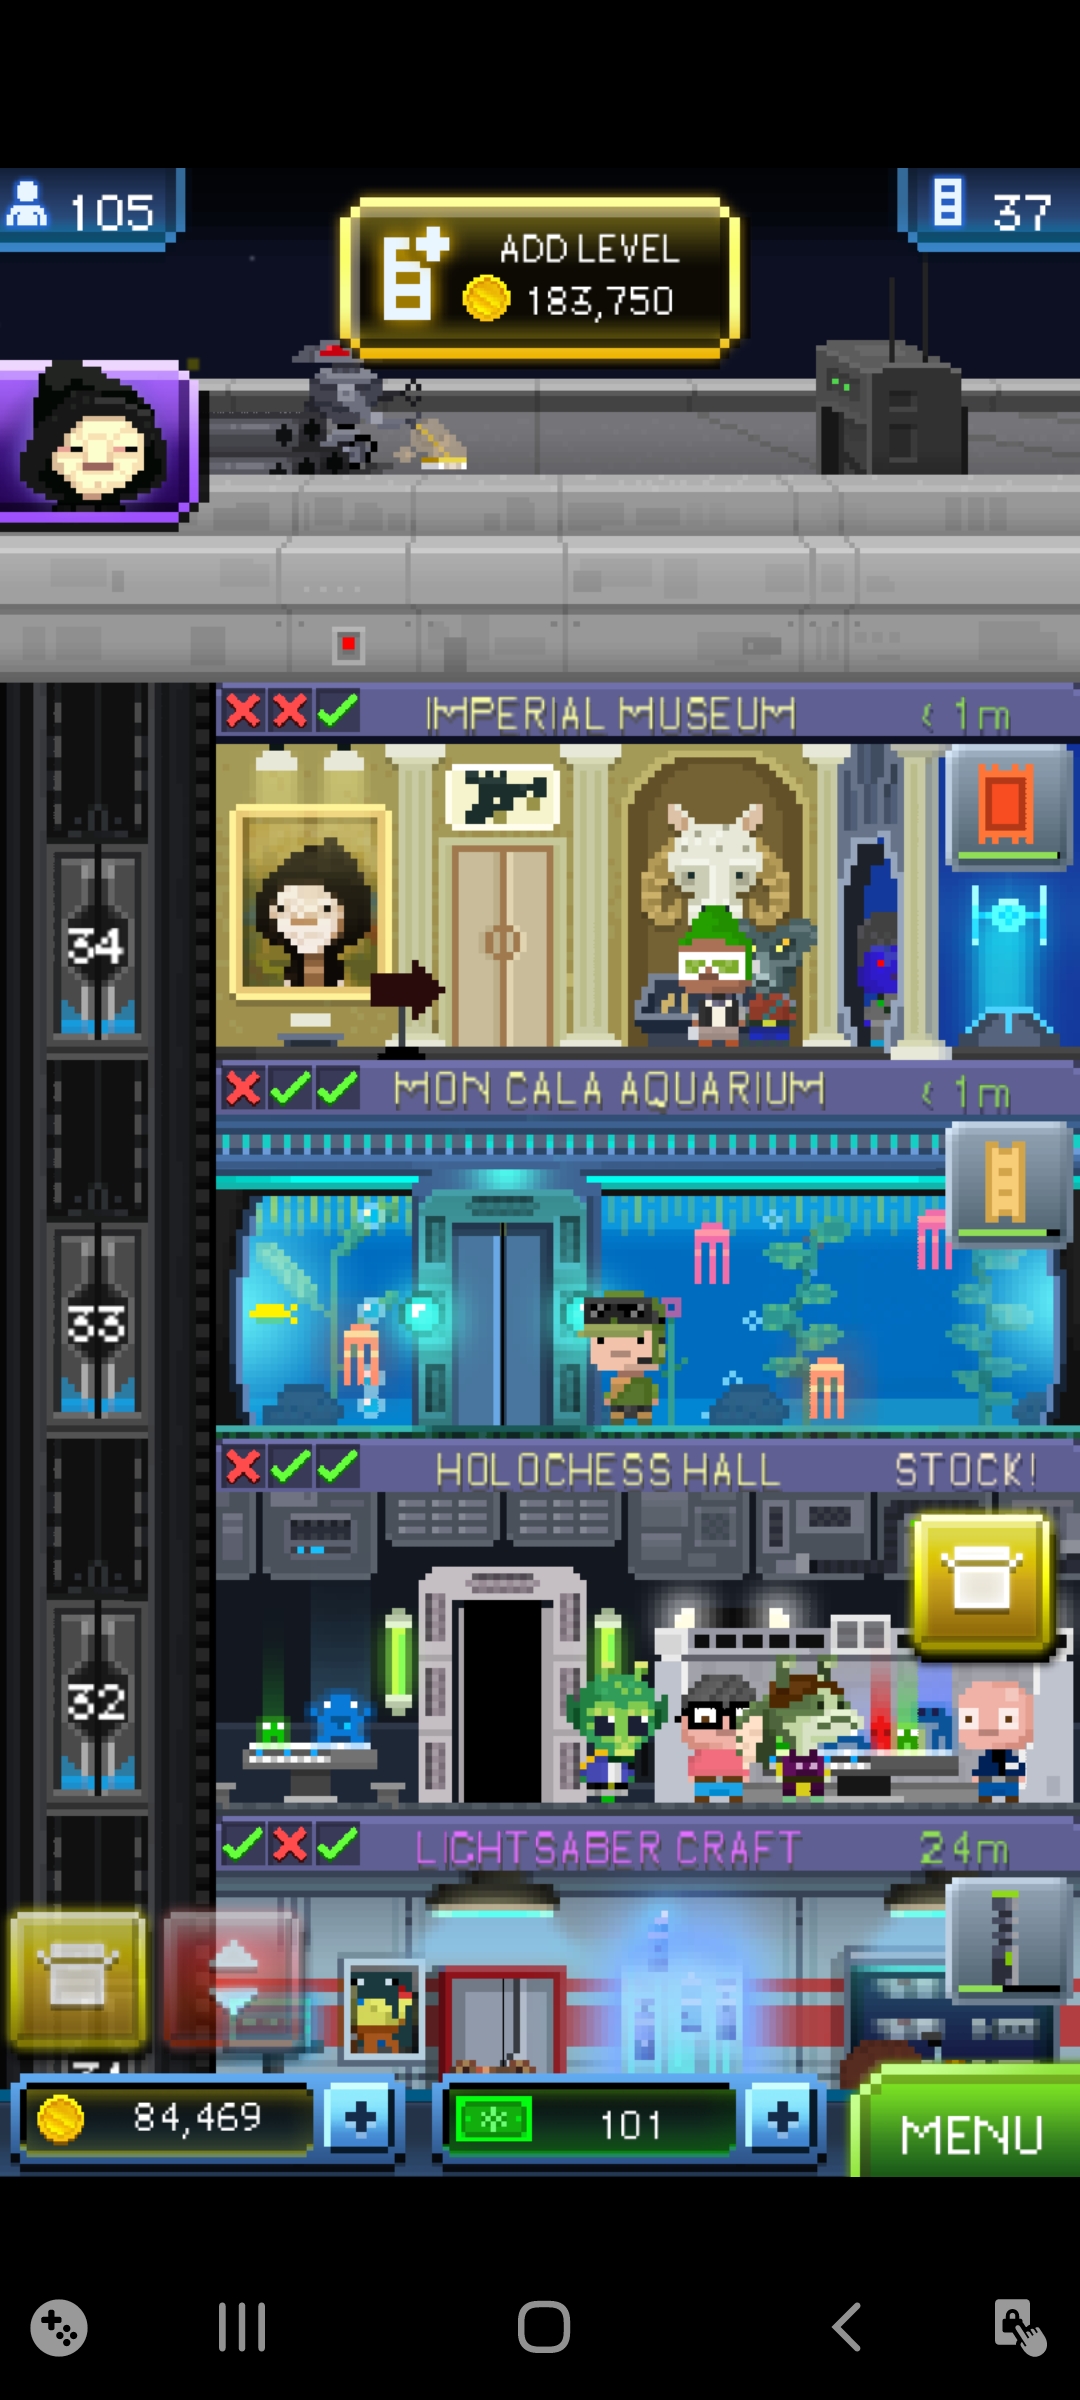 105
ADD LEVEL
183,750
37
IMPERIAL MUSEUM < 1m
34
MON CALA AQUARIUM < 1m
33
HOLOCHESS HALL STOCK!
32
LIGHTSABER CRAFT 24m
84,469
101
MENU